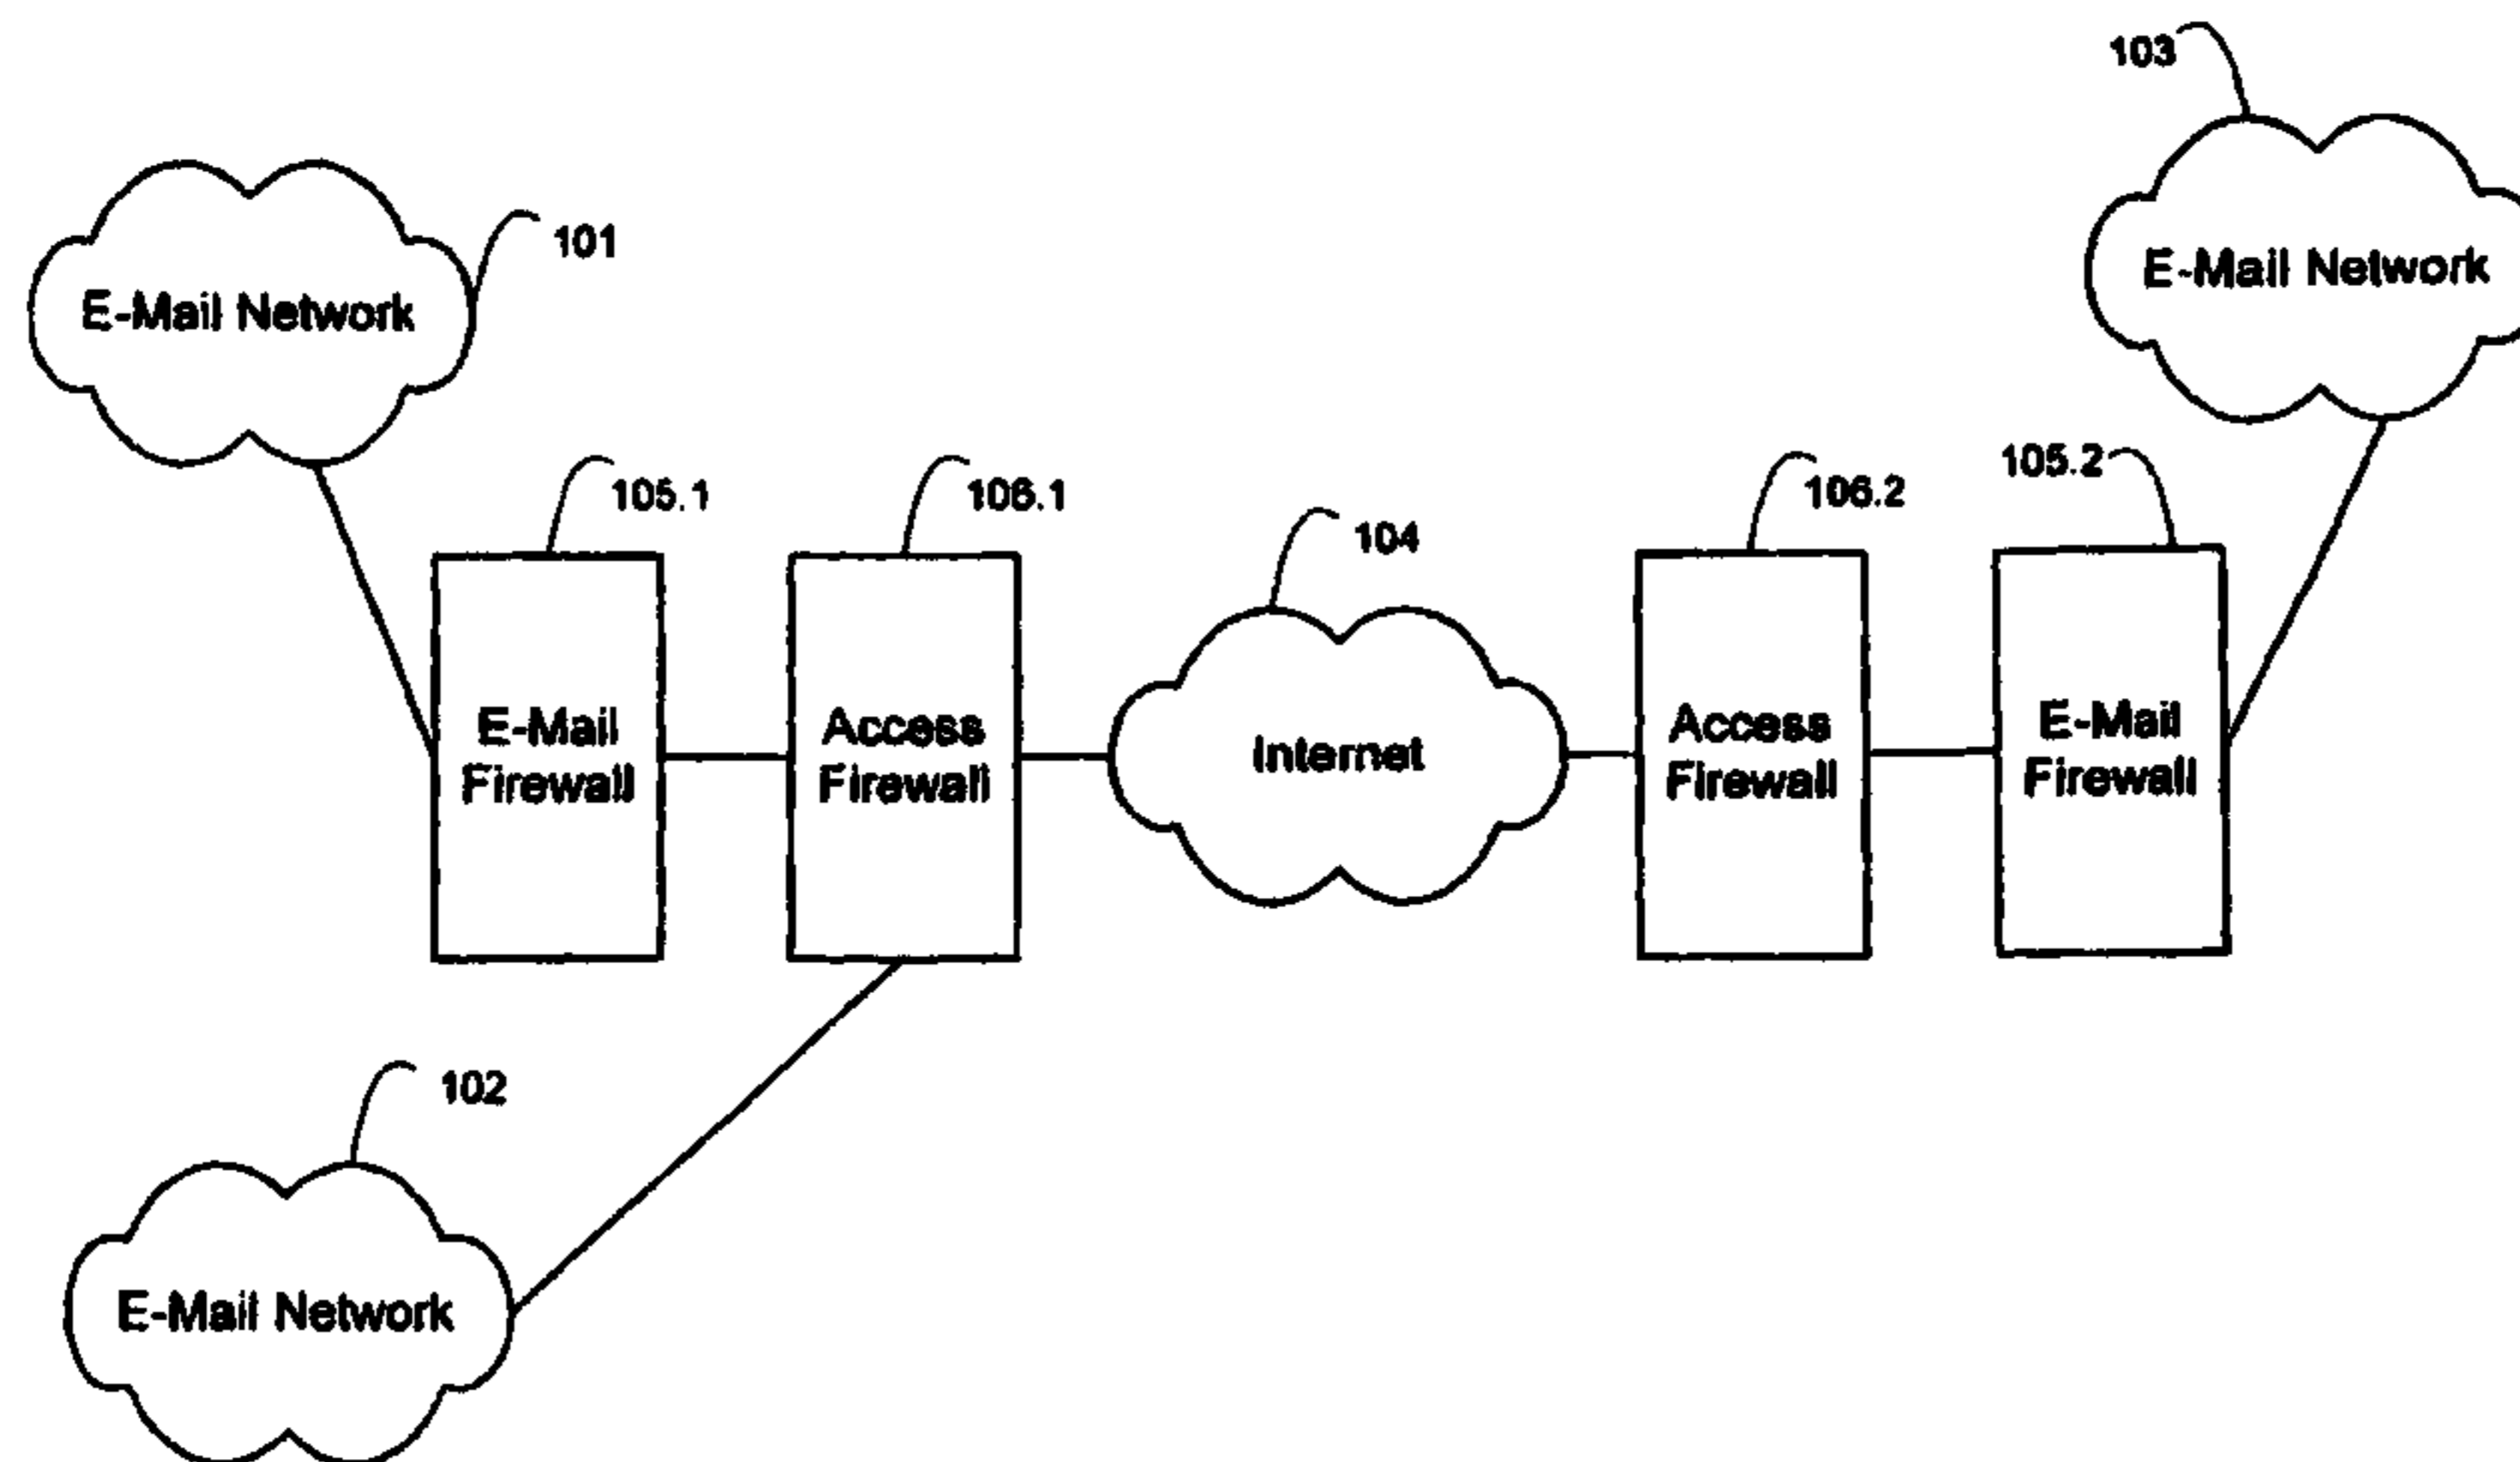 103
101
E-Mail Network
E-Mail Network
105.1
106.1
104
106.2
105.2
E-Mail
Firewall
Access
Firewall
Internet
Access
Firewall
E-Mail
Firewall
102
E-Mail Network